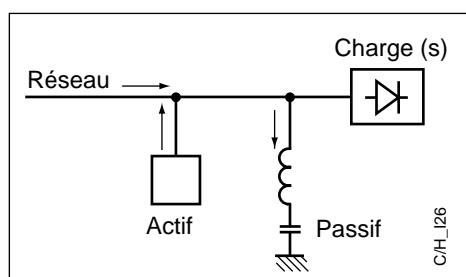 Charge (s)
Réseau
Actif
Passif
C/H_I26